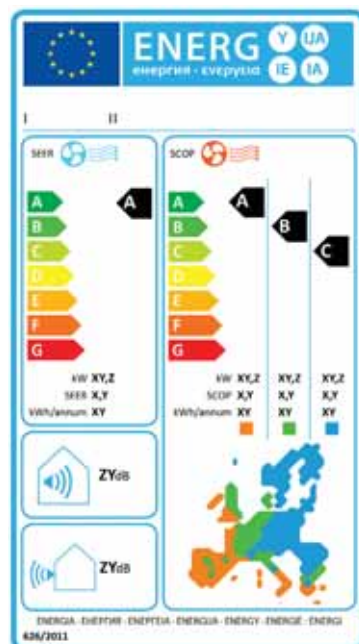 ENERG Y UA
енергия · ενεργεια IE IA
I II
SEER
SCOP
A A
B
C
D
E
F
G
A A
B B
C C
D
E
F
G
kW XY,Z
SEER X,Y
kWh/annum XY
kW XY,Z XY,Z XY,Z
SCOP X,Y X,Y X,Y
kWh/annum XY XY XY
ZYdB
ZYdB
ENERGIA · ЕНЕРГИЯ · ΕΝΕΡΓΕΙΑ · ENERGIJA · ENERGY · ENERGIE · ENERGI
626/2011